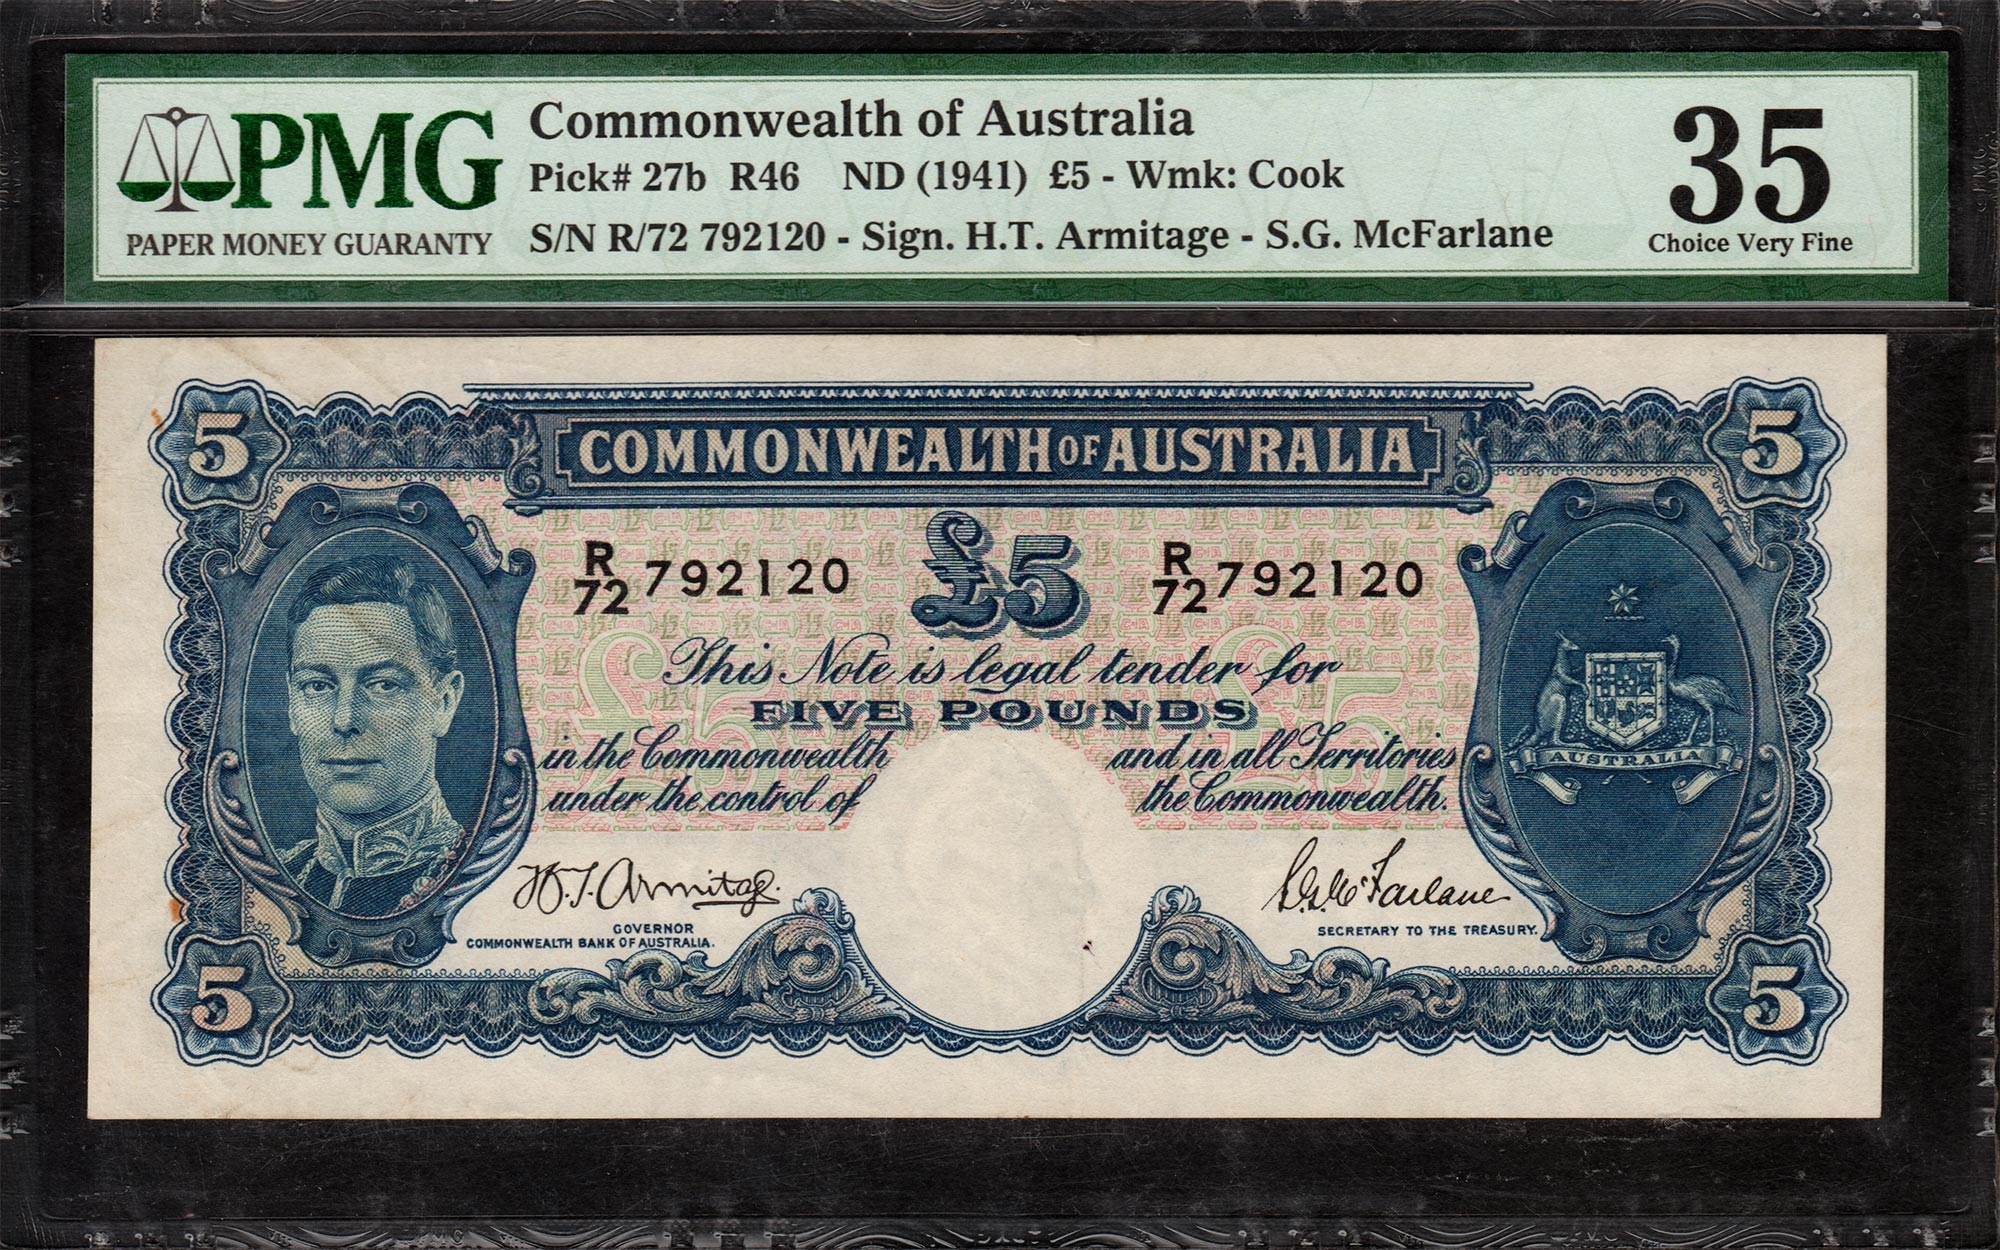 PMG
PAPER MONEY GUARANTY
Commonwealth of Australia
Pick# 27b R46 ND (1941) £5 - Wmk: Cook
S/N R/72 792120 - Sign. H.T. Armitage - S.G. McFarlane
35
Choice Very Fine
5
COMMONWEALTH OF AUSTRALIA
5
R/72 792120
£5
R/72 792120
This Note is legal tender for
FIVE POUNDS
in the Commonwealth and in all Territories
under the control of the Commonwealth.
AUSTRALIA
H.T. Armitage.
GOVERNOR
COMMONWEALTH BANK OF AUSTRALIA.
S.G. McFarlane
SECRETARY TO THE TREASURY.
5
5